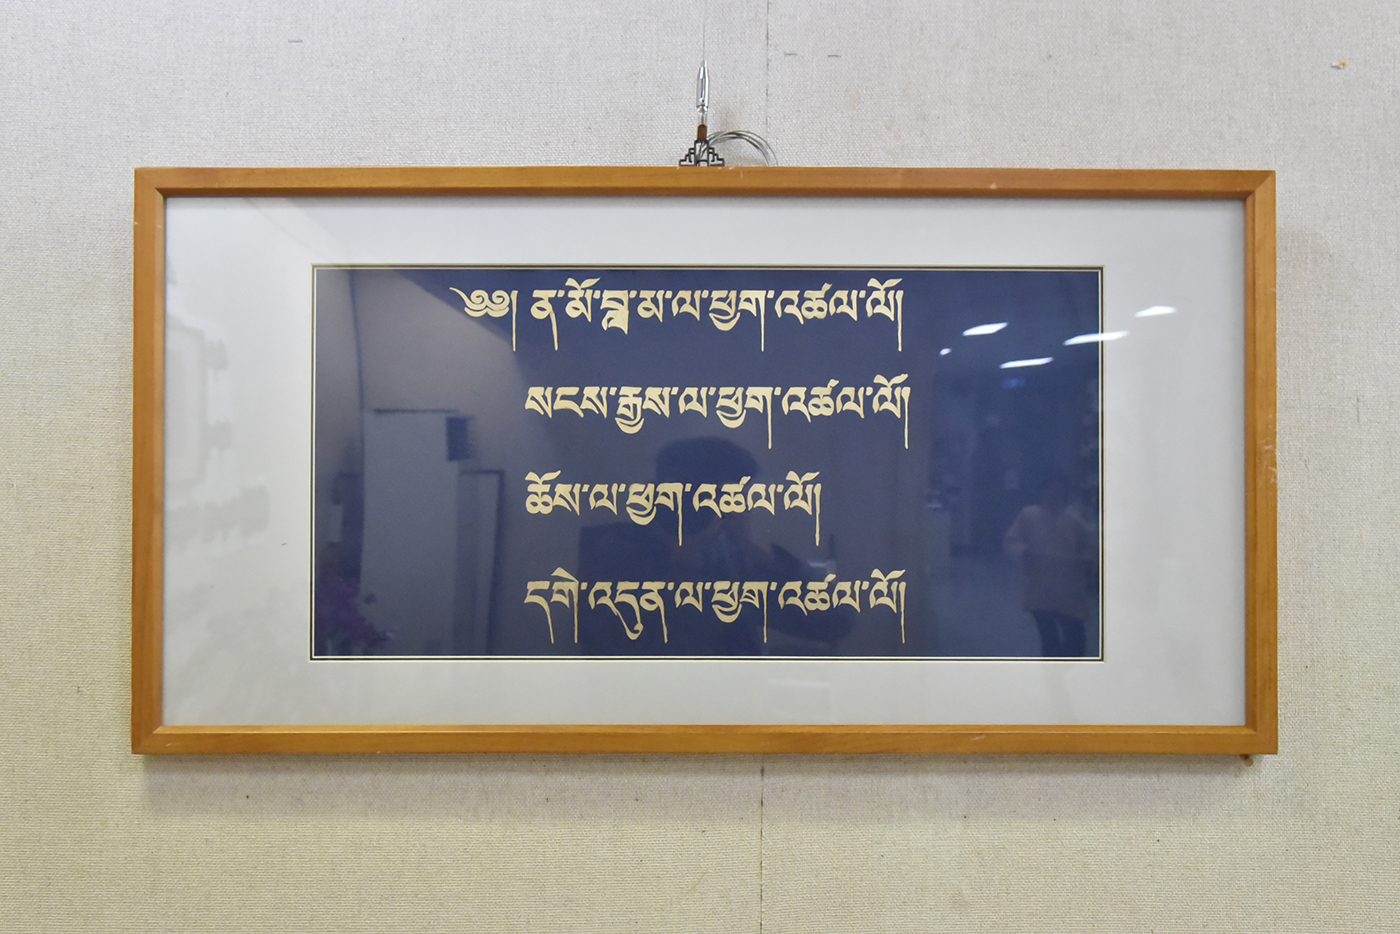 ༄༅། ན་མོ་བླ་མ་ལ་ཕྱག་འཚལ་ལོ།
སངས་རྒྱས་ལ་ཕྱག་འཚལ་ལོ།
ཆོས་ལ་ཕྱག་འཚལ་ལོ།
དགེ་འདུན་ལ་ཕྱག་འཚལ་ལོ།